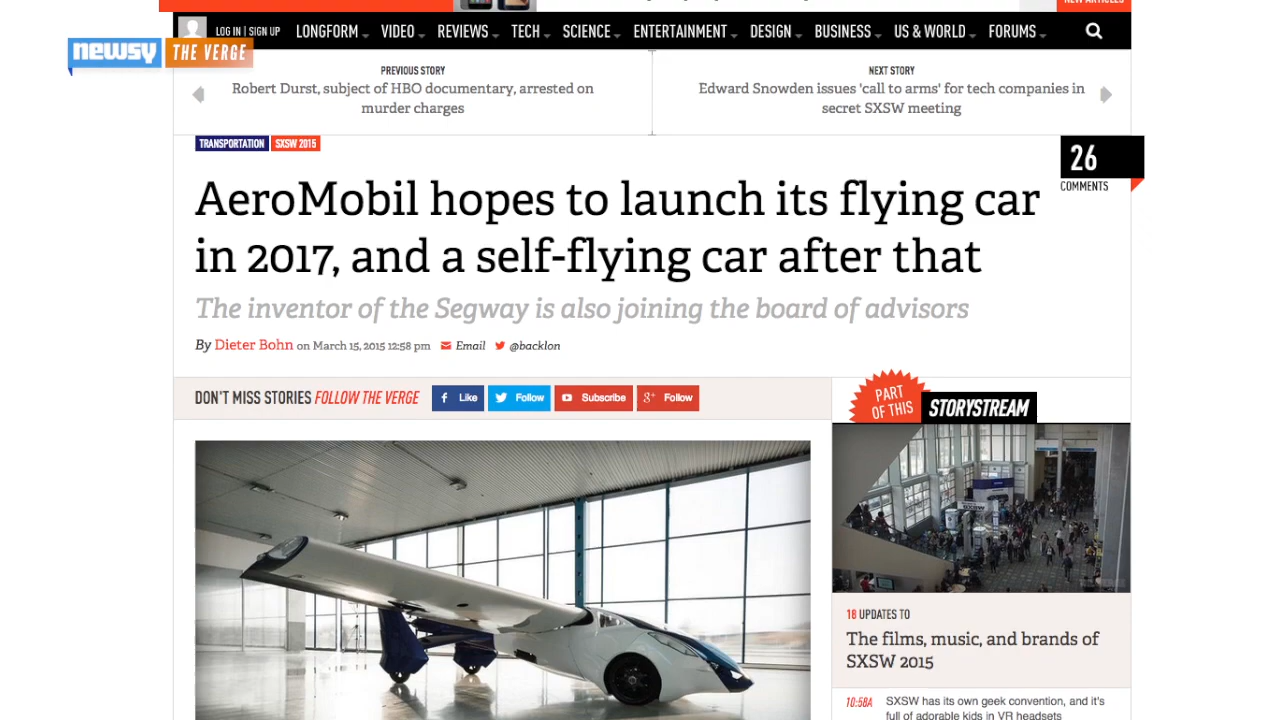 NEW ARTICLES
LOG IN | SIGN UP LONGFORM VIDEO REVIEWS TECH SCIENCE ENTERTAINMENT DESIGN BUSINESS US & WORLD FORUMS
newsy THE VERGE
PREVIOUS STORY
Robert Durst, subject of HBO documentary, arrested on
murder charges
NEXT STORY
Edward Snowden issues 'call to arms' for tech companies in
secret SXSW meeting
TRANSPORTATION SXSW 2015
26
COMMENTS
AeroMobil hopes to launch its flying car
in 2017, and a self-flying car after that
The inventor of the Segway is also joining the board of advisors
By Dieter Bohn on March 15, 2015 12:58 pm Email @backlon
DON'T MISS STORIES FOLLOW THE VERGE Like Follow Subscribe Follow
PART
OF THIS
STORYSTREAM
SXSW
18 UPDATES TO
The films, music, and brands of
SXSW 2015
10:58A SXSW has its own geek convention, and it's
full of adorable kids in VR headsets